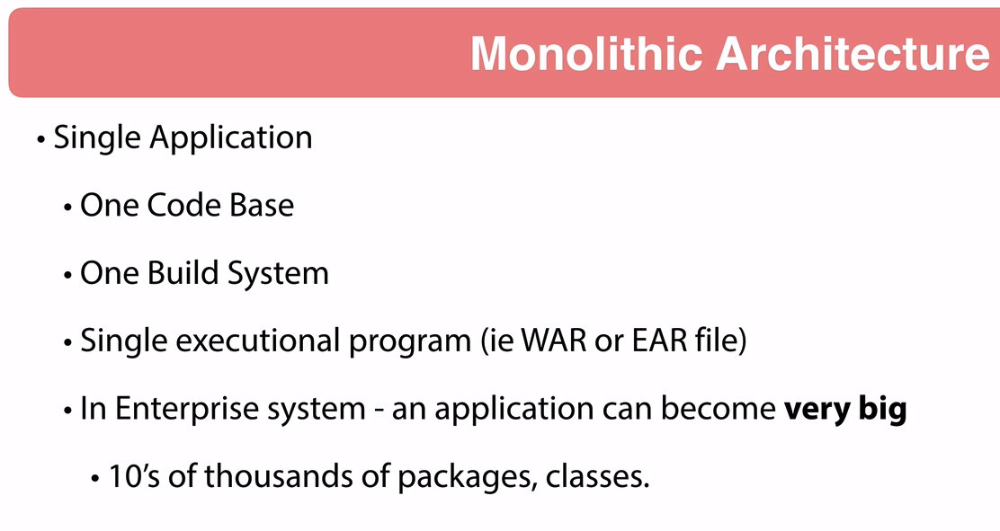 Monolithic Architecture
• Single Application
• One Code Base
• One Build System
• Single executional program (ie WAR or EAR file)
• In Enterprise system - an application can become very big
• 10’s of thousands of packages, classes.